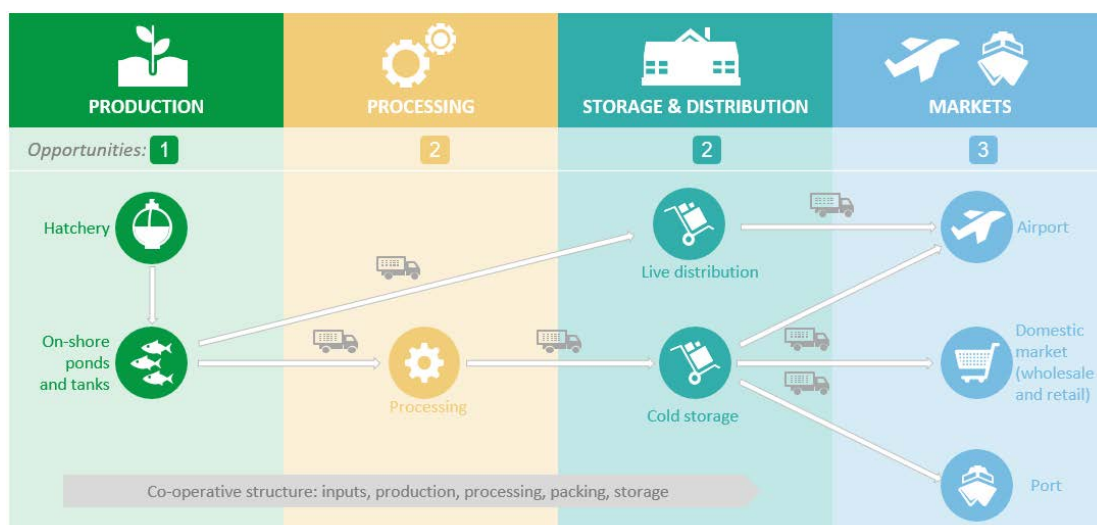 PRODUCTION
PROCESSING
STORAGE & DISTRIBUTION
MARKETS
Opportunities: 1
2
2
3
Hatchery
Live distribution
Airport
On-shore
ponds
and tanks
Processing
Cold storage
Domestic
market
(wholesale
and retail)
Co-operative structure: inputs, production, processing, packing, storage
Port